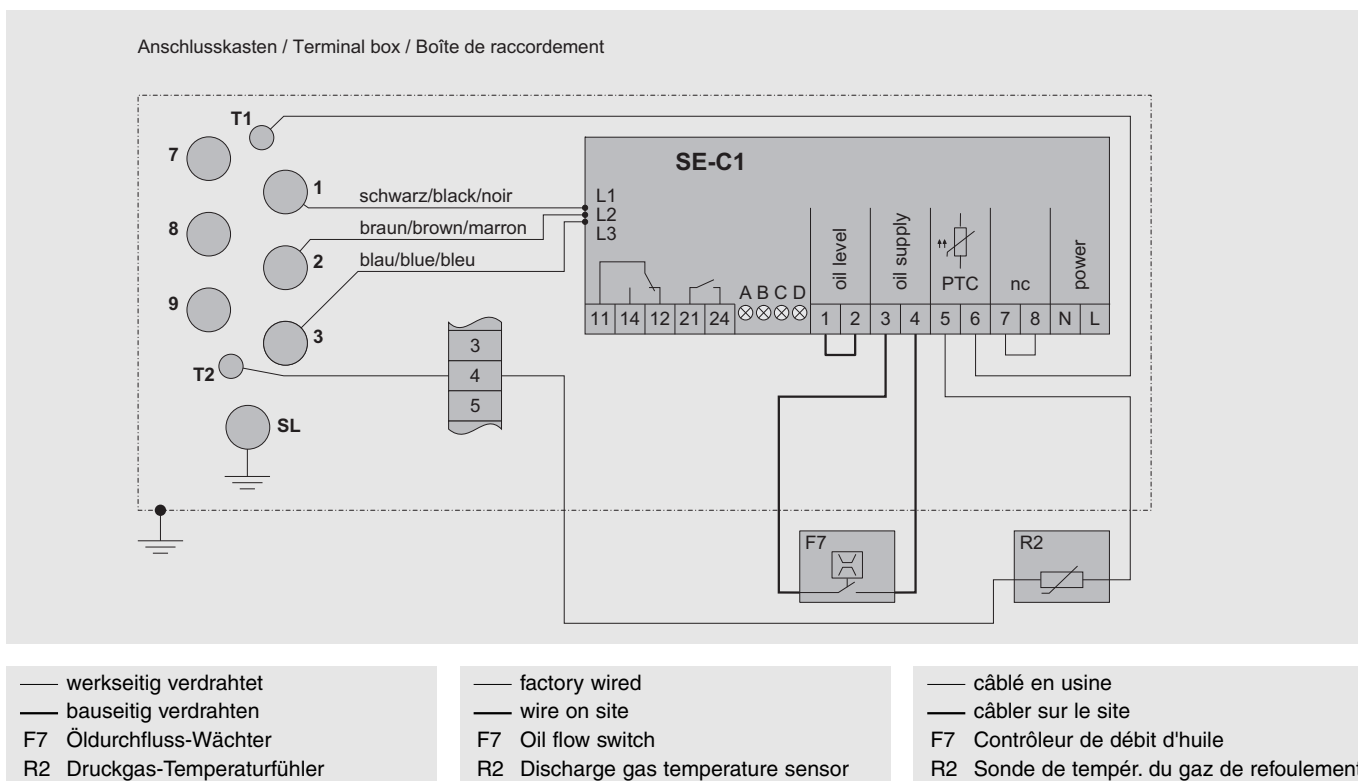 Anschlusskasten / Terminal box / Boîte de raccordement
T1
7
1
schwarz/black/noir
8
braun/brown/marron
2
blau/blue/bleu
9
3
T2
SL
3
4
5
SE-C1
L1
L2
L3
oil level
oil supply
PTC
nc
power
A B C D
11 14 12 21 24 1 2 3 4 5 6 7 8 N L
F7
R2
werkseitig verdrahtet
bauseitig verdrahten
F7 Öldurchfluss-Wächter
R2 Druckgas-Temperaturfühler
factory wired
wire on site
F7 Oil flow switch
R2 Discharge gas temperature sensor
câblé en usine
câbler sur le site
F7 Contrôleur de débit d'huile
R2 Sonde de tempér. du gaz de refoulement